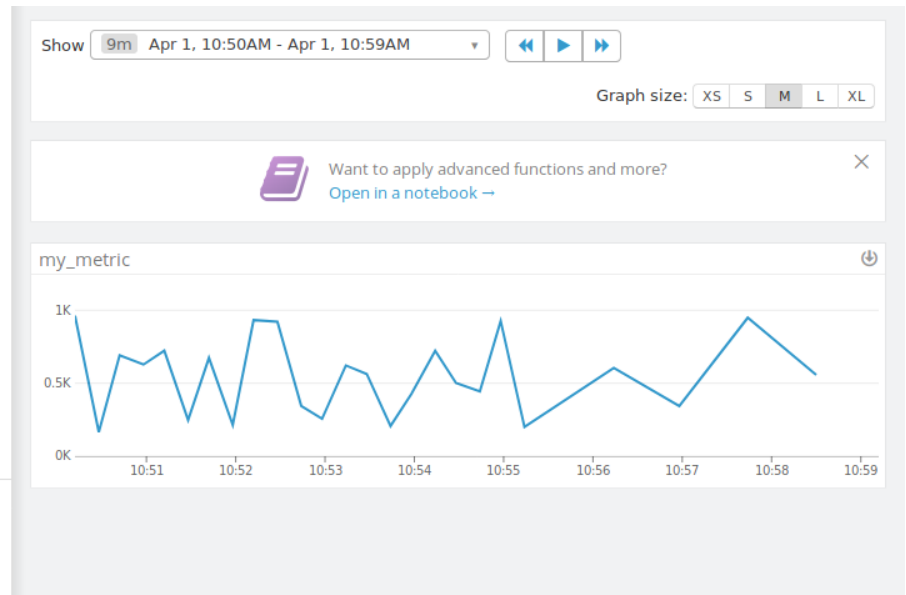 Show 9m Apr 1, 10:50AM - Apr 1, 10:59AM
Graph size: XS S M L XL
Want to apply advanced functions and more?
Open in a notebook →
my_metric
1K
0.5K
0K
10:51 10:52 10:53 10:54 10:55 10:56 10:57 10:58 10:59